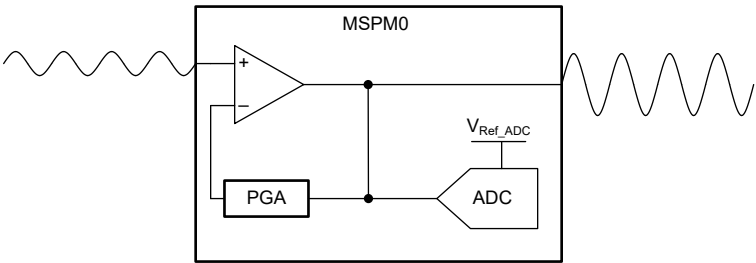 MSPM0
+
−
V_Ref_ADC
PGA
ADC